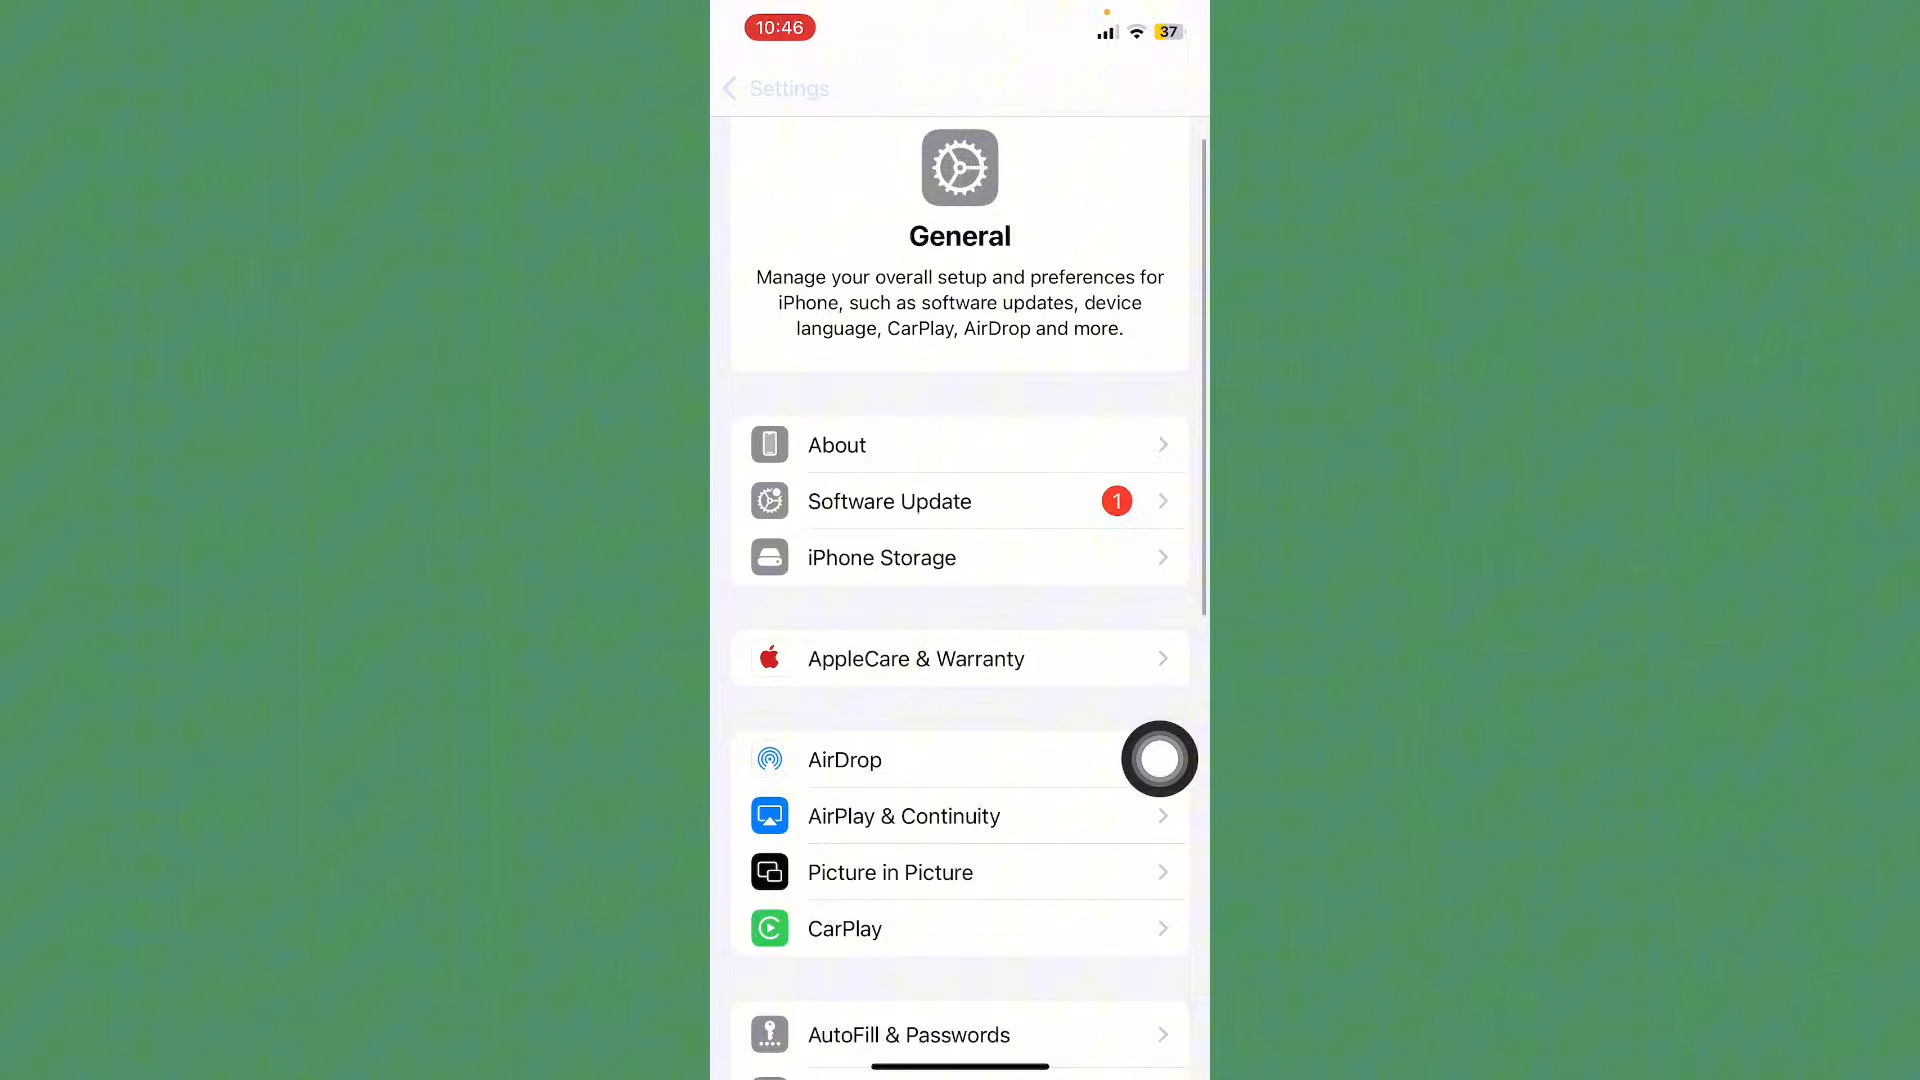 10:46
37
Settings
General
Manage your overall setup and preferences for
iPhone, such as software updates, device
language, CarPlay, AirDrop and more.
About
Software Update 1
iPhone Storage
AppleCare & Warranty
AirDrop
AirPlay & Continuity
Picture in Picture
CarPlay
AutoFill & Passwords